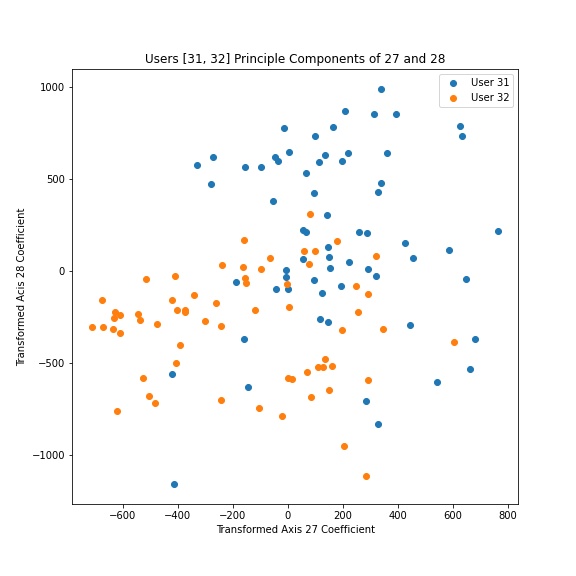 Users [31, 32] Principle Components of 27 and 28
User 31
User 32
1000
500
0
−500
−1000
Transformed Acis 28 Coefficient
−600 −400 −200 0 200 400 600 800
Transformed Axis 27 Coefficient